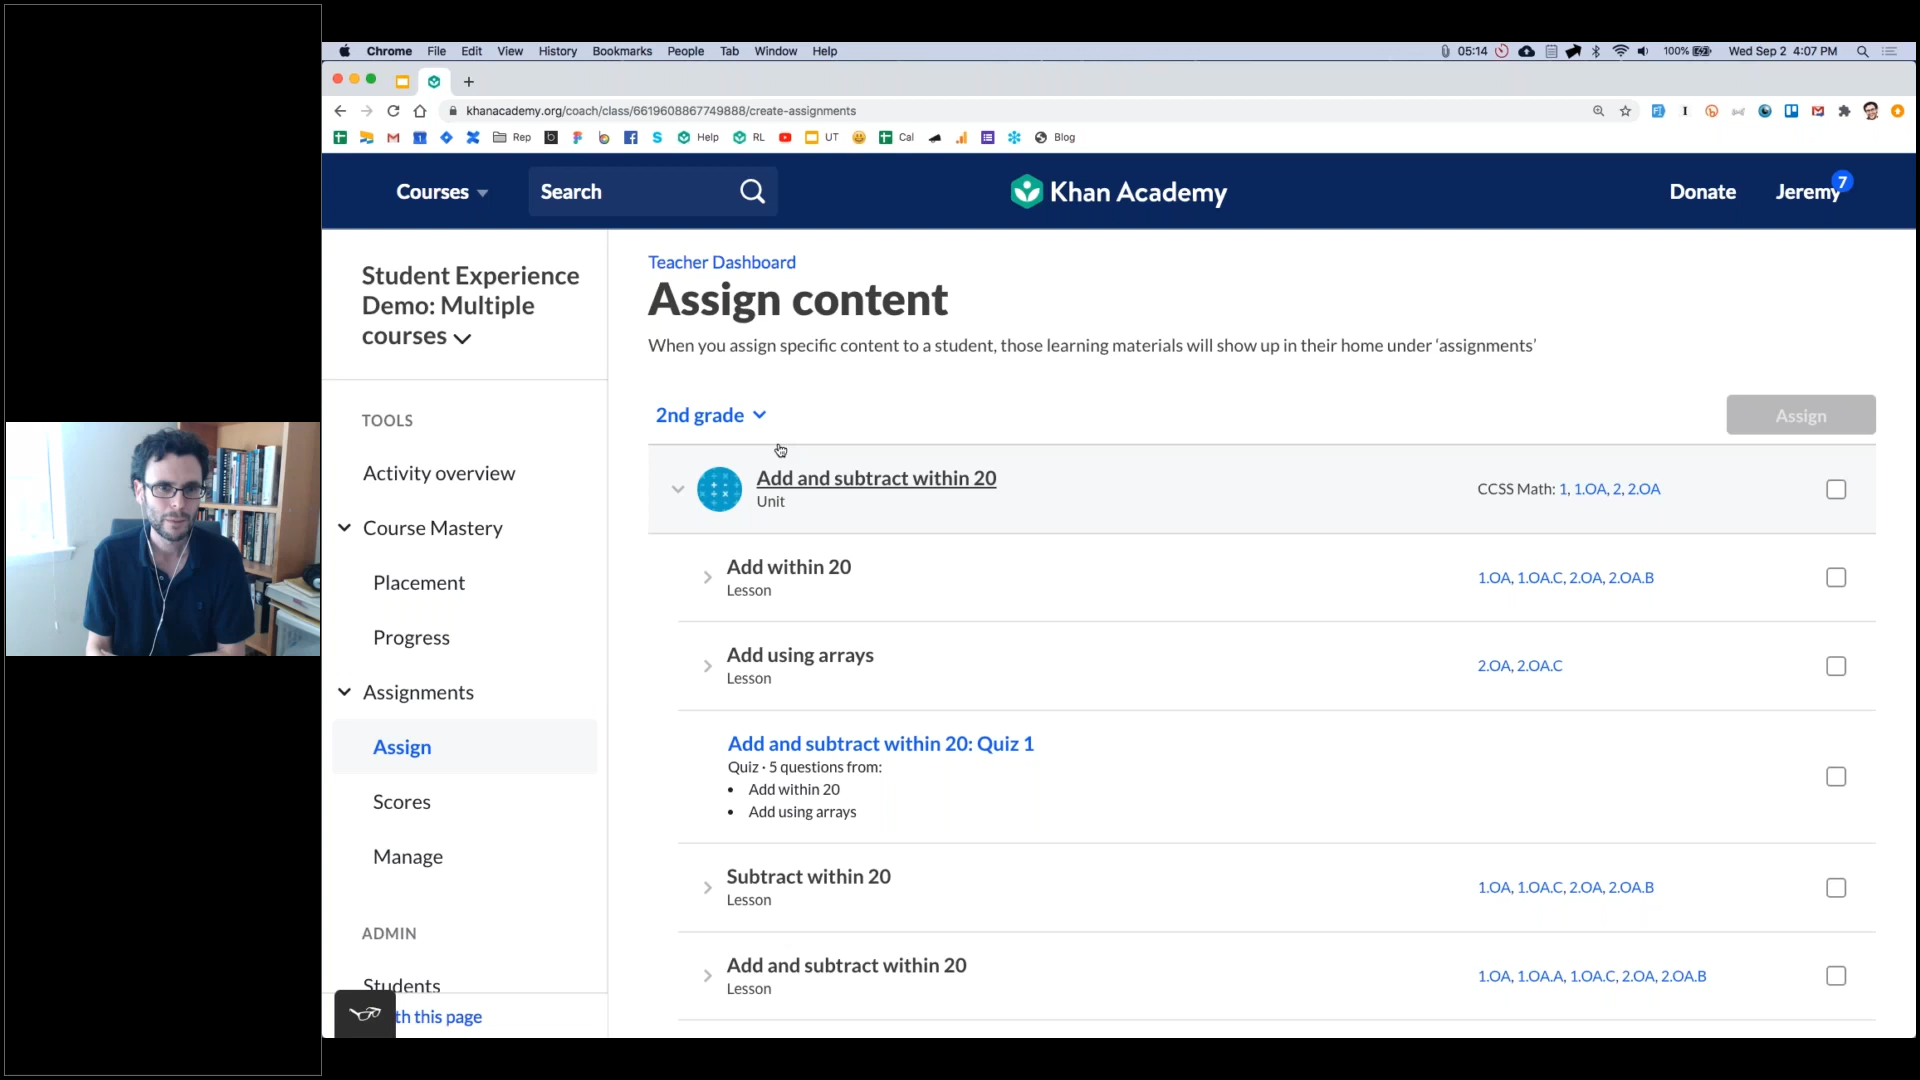 Chrome File Edit View History Bookmarks People Tab Window Help 05:14 100% Wed Sep 2 4:07 PM
khanacademy.org/coach/class/6619608867749888/create-assignments
Rep Help RL UT Cal Blog
Courses Search Khan Academy Donate Jeremy 7
Student Experience
Demo: Multiple
courses
TOOLS
Activity overview
Course Mastery
Placement
Progress
Assignments
Assign
Scores
Manage
ADMIN
Students
th this page
Teacher Dashboard
Assign content
When you assign specific content to a student, those learning materials will show up in their home under ‘assignments’
2nd grade Assign
Add and subtract within 20 CCSS Math: 1, 1.OA, 2, 2.OA
Unit
Add within 20 1.OA, 1.OA.C, 2.OA, 2.OA.B
Lesson
Add using arrays 2.OA, 2.OA.C
Lesson
Add and subtract within 20: Quiz 1
Quiz · 5 questions from:
• Add within 20
• Add using arrays
Subtract within 20 1.OA, 1.OA.C, 2.OA, 2.OA.B
Lesson
Add and subtract within 20 1.OA, 1.OA.A, 1.OA.C, 2.OA, 2.OA.B
Lesson